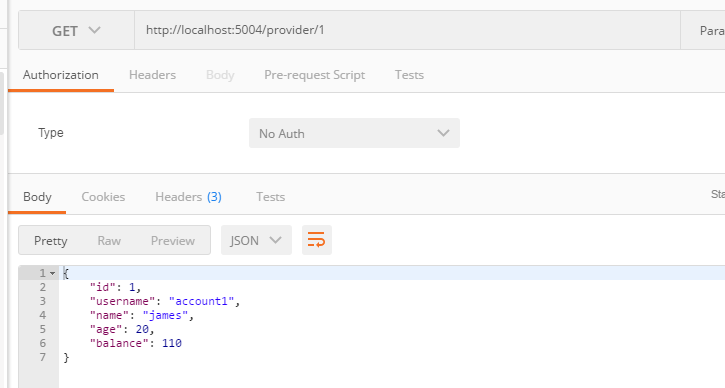 GET http://localhost:5004/provider/1 Para
Authorization Headers Body Pre-request Script Tests
Type No Auth
Body Cookies Headers (3) Tests Sta
Pretty Raw Preview JSON
1 {
2 "id": 1,
3 "username": "account1",
4 "name": "james",
5 "age": 20,
6 "balance": 110
7 }